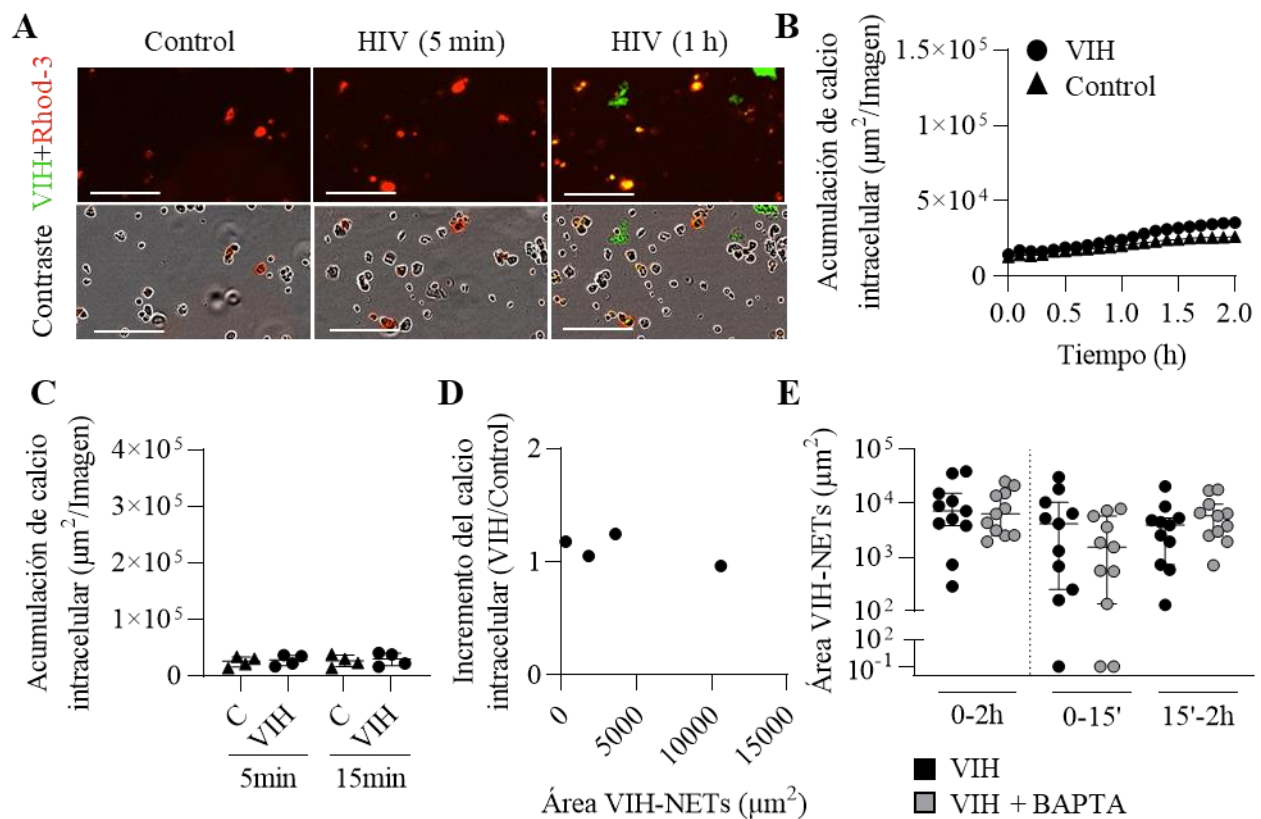 A
Control
HIV (5 min)
HIV (1 h)
VIH+Rhod-3
Contraste
B
Acumulación de calcio
intracelular (μm²/Imagen)
1.5×10⁵
1×10⁵
5×10⁴
0
VIH
Control
0.0 0.5 1.0 1.5 2.0
Tiempo (h)
C
Acumulación de calcio
intracelular (μm²/Imagen)
4×10⁵
3×10⁵
2×10⁵
1×10⁵
0
C VIH C VIH
5min 15min
D
Incremento del calcio
intracelular (VIH/Control)
2
1
0
0 5000 10000 15000
Área VIH-NETs (μm²)
E
Área VIH-NETs (μm²)
10⁵
10⁴
10³
10²
10²
10⁻¹
0-2h 0-15' 15'-2h
VIH
VIH + BAPTA